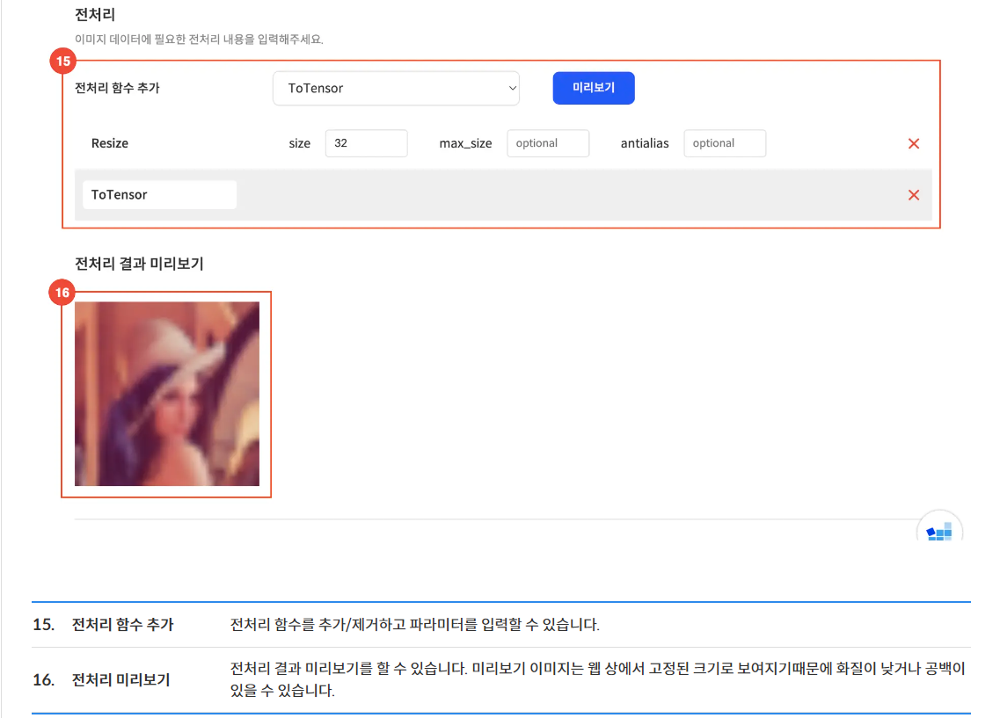 전처리
이미지 데이터에 필요한 전처리 내용을 입력해주세요.
15
전처리 함수 추가 ToTensor 미리보기
Resize size 32 max_size optional antialias optional
ToTensor
전처리 결과 미리보기
16
15. 전처리 함수 추가 전처리 함수를 추가/제거하고 파라미터를 입력할 수 있습니다.
16. 전처리 미리보기 전처리 결과 미리보기를 할 수 있습니다. 미리보기 이미지는 웹 상에서 고정된 크기로 보여지기때문에 화질이 낮거나 공백이
있을 수 있습니다.